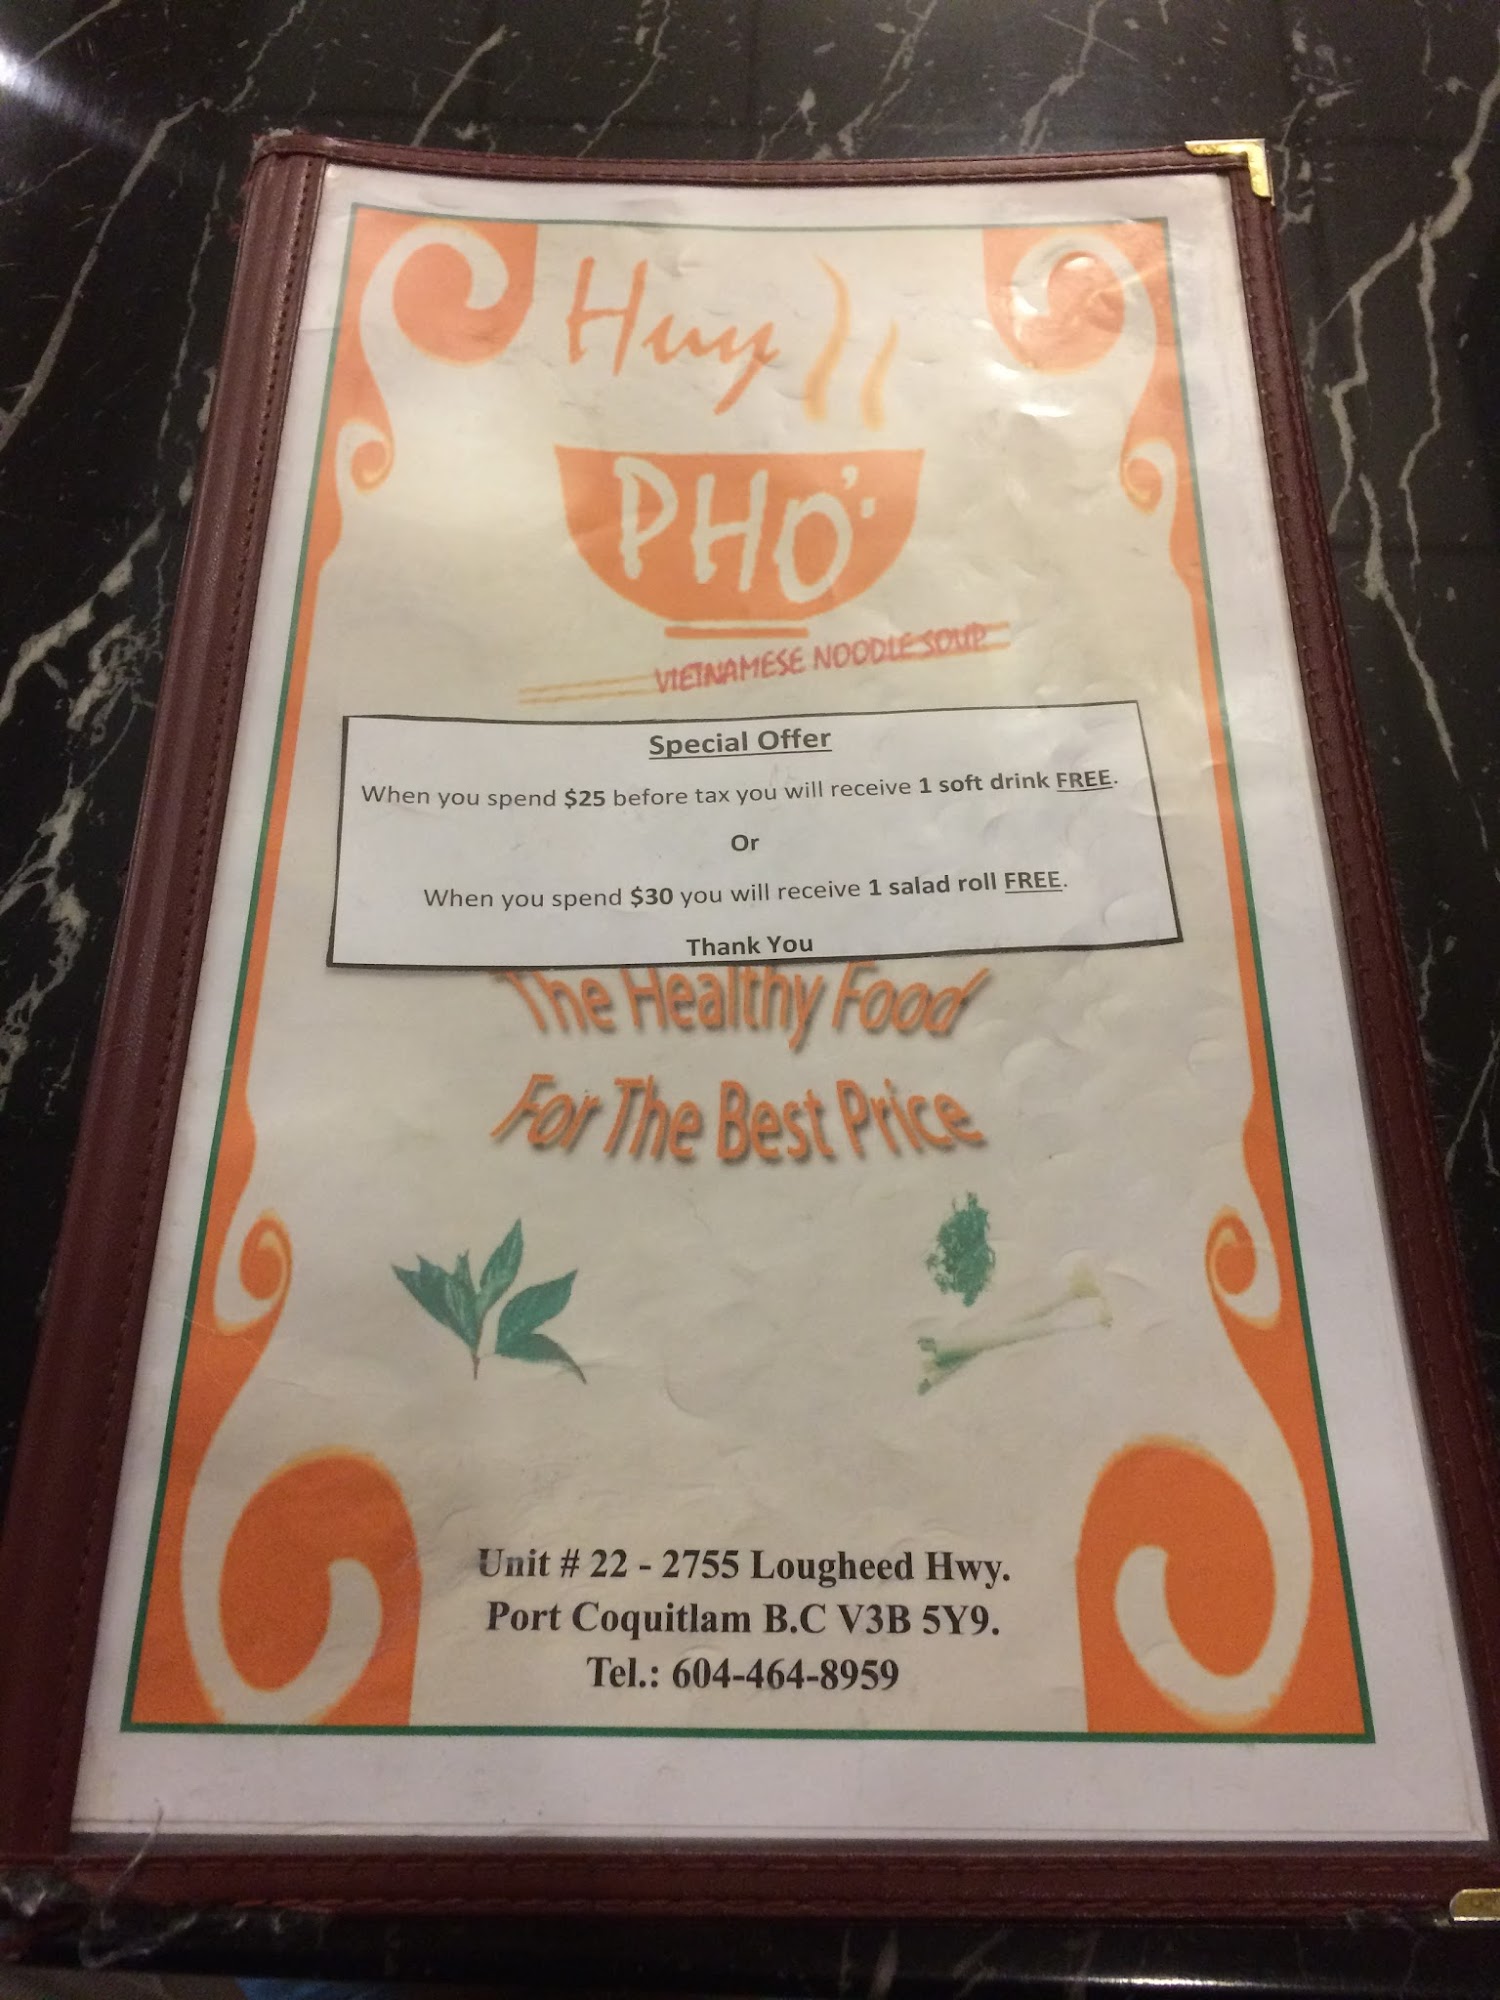 Huy
PHỞ
VIETNAMESE NOODLE SOUP
Special Offer
When you spend $25 before tax you will receive 1 soft drink FREE.
Or
When you spend $30 you will receive 1 salad roll FREE.
Thank You
The Healthy Food
For The Best Price
Unit # 22 - 2755 Lougheed Hwy.
Port Coquitlam B.C V3B 5Y9.
Tel.: 604-464-8959